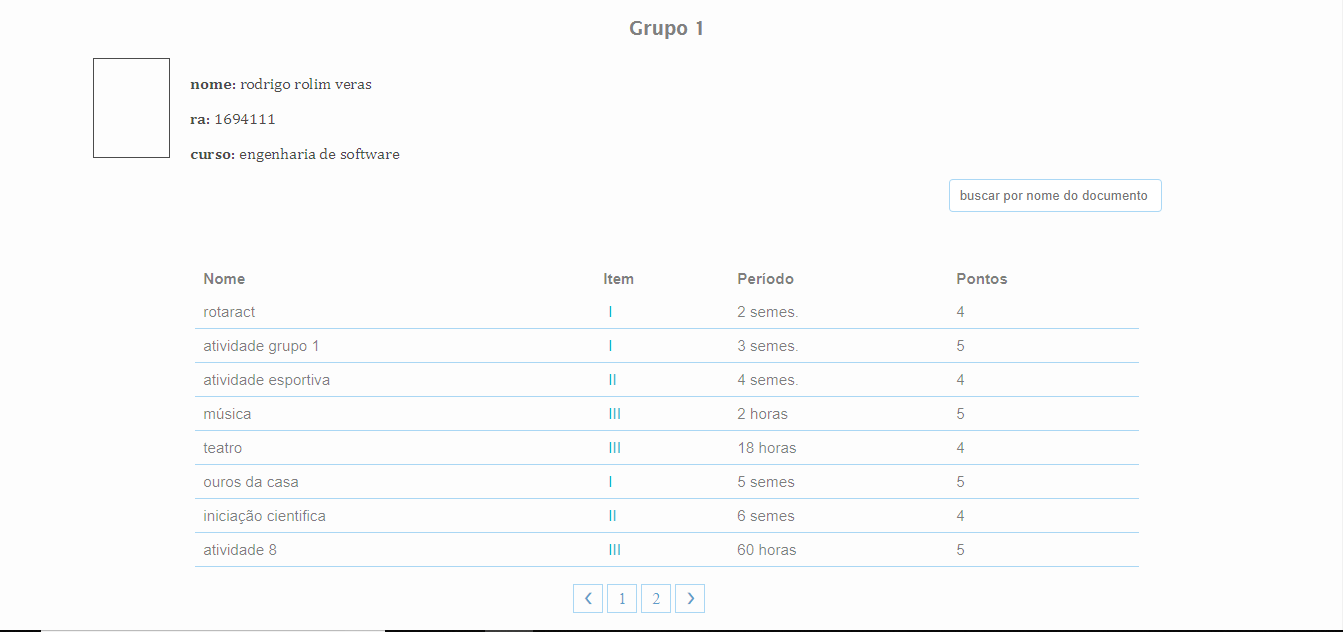 Grupo 1
nome: rodrigo rolim veras
ra: 1694111
curso: engenharia de software
buscar por nome do documento
Nome Item Periodo Pontos
rotaract I 2 semes. 4
atividade grupo 1 I 3 semes. 5
atividade esportiva II 4 semes. 4
música III 2 horas 5
teatro III 18 horas 4
ouros da casa I 5 semes 5
iniciação cientifica II 6 semes 4
atividade 8 III 60 horas 5
‹ 1 2 ›